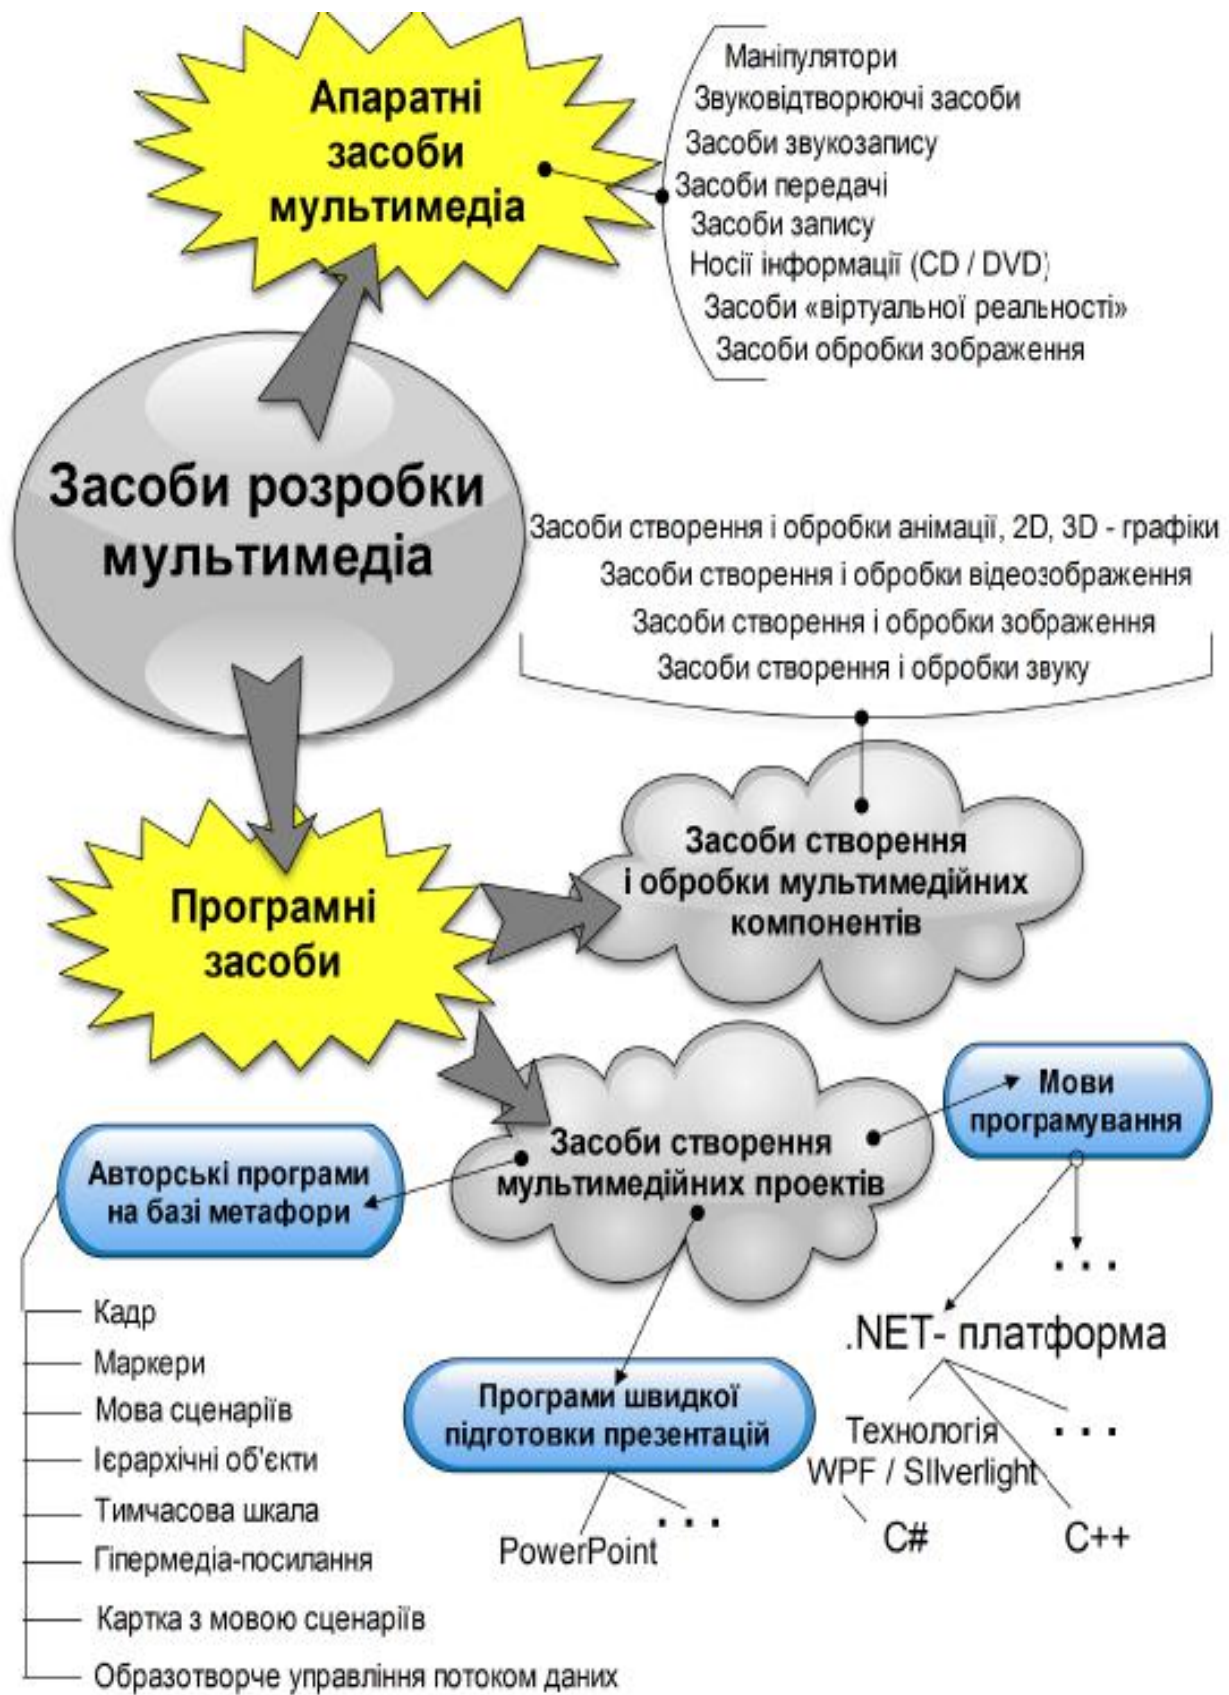 Апаратні
засоби
мультимедіа
Маніпулятори
Звуковідтворюючі засоби
Засоби звукозапису
Засоби передачі
Засоби запису
Носії інформації (CD / DVD)
Засоби «віртуальної реальності»
Засоби обробки зображення
Засоби розробки
мультимедіа
Засоби створення і обробки анімації, 2D, 3D - графіки
Засоби створення і обробки відеозображення
Засоби створення і обробки зображення
Засоби створення і обробки звуку
Засоби створення
і обробки мультимедійних
компонентів
Програмні
засоби
Засоби створення
мультимедійних проектів
Мови
програмування
. . .
.NET- платформа
Технологія
WPF / SIlverlight
. . .
C#
C++
Авторські програми
на базі метафори
Кадр
Маркери
Мова сценаріїв
Ієрархічні об'єкти
Тимчасова шкала
Гіпермедіа-посилання
Картка з мовою сценаріїв
Образотворче управління потоком даних
Програми швидкої
підготовки презентацій
PowerPoint
. . .